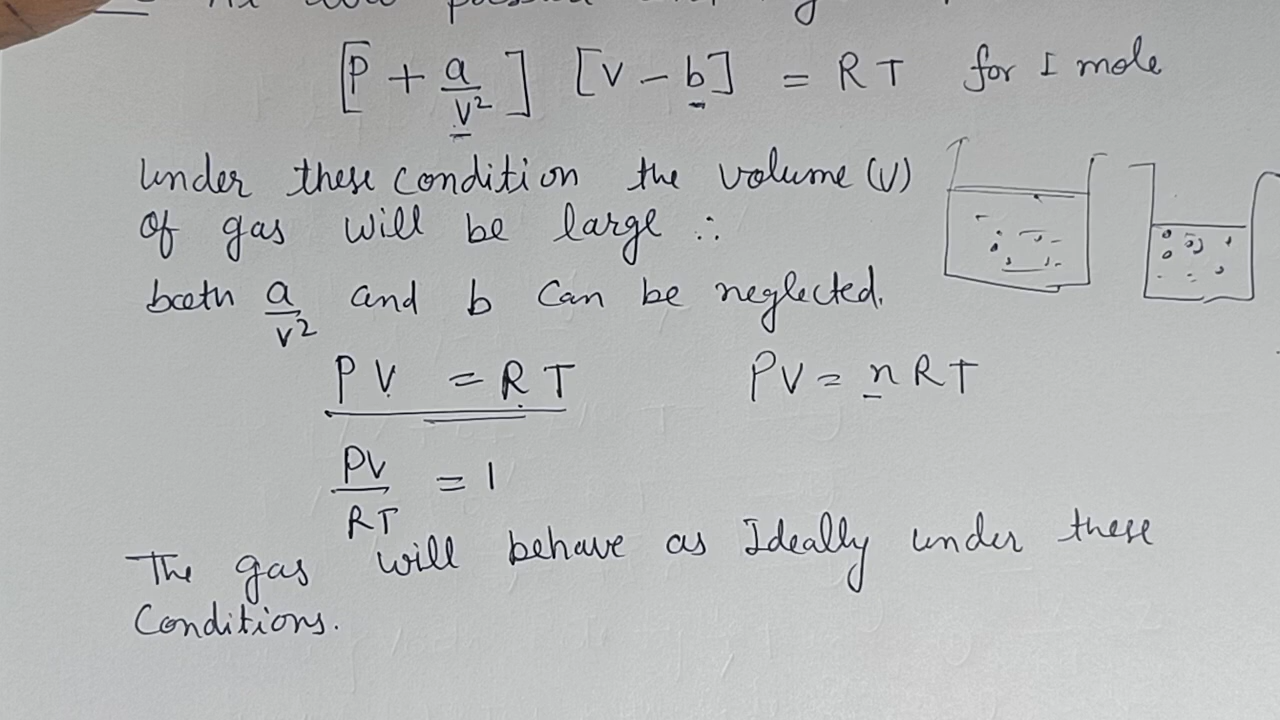 [P + a/v²] [V - b] = RT for 1 mole
Under these condition the volume (V)
of gas will be large ∴
both a/v² and b can be neglected.
PV = RT PV = nRT
PV/RT = 1
The gas will behave as Ideally under these
Conditions.